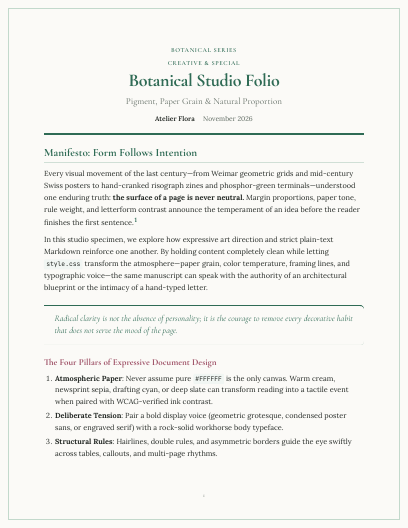 BOTANICAL SERIES
CREATIVE & SPECIAL
Botanical Studio Folio
Pigment, Paper Grain & Natural Proportion
Atelier Flora November 2026
Manifesto: Form Follows Intention
Every visual movement of the last century—from Weimar geometry and mid-century
Swiss posters to hand-cranked risograph zines and phosphor-green terminals—understood
one enduring truth: the surface of a page is never neutral. Margin proportions, paper tone,
rule weight, and letterform contrast announce the temperament of an idea before the reader
finishes the first sentence.1
In this studio specimen, we explore how expressive art direction and strict plain-text
Markdown reinforce one another. By holding content completely clean while letting
style.css transform the atmosphere—paper grain, color temperature, framing lines, and
typographic voice—the same manuscript can speak with the authority of an architectural
blueprint or the intimacy of a hand-typed letter.
Radical clarity is not the absence of personality; it is the courage to remove every decorative habit
that does not serve the mood of the page.
The Four Pillars of Expressive Document Design
1. Atmospheric Paper: Never assume pure #FFFFFF is the only canvas. Warm cream,
newsprint sepia, drafting cyan, or deep slate can transform reading into a tactile event
when paired with WCAG-verified ink contrast.
2. Deliberate Tension: Pair a bold display voice (geometric grotesque, condensed poster
sans, or engraved serif) with a rock-solid workhorse body typeface.
3. Structural Rules: Hairlines, double rules, and asymmetric borders guide the eye swiftly
across tables, callouts, and multi-page rhythms.